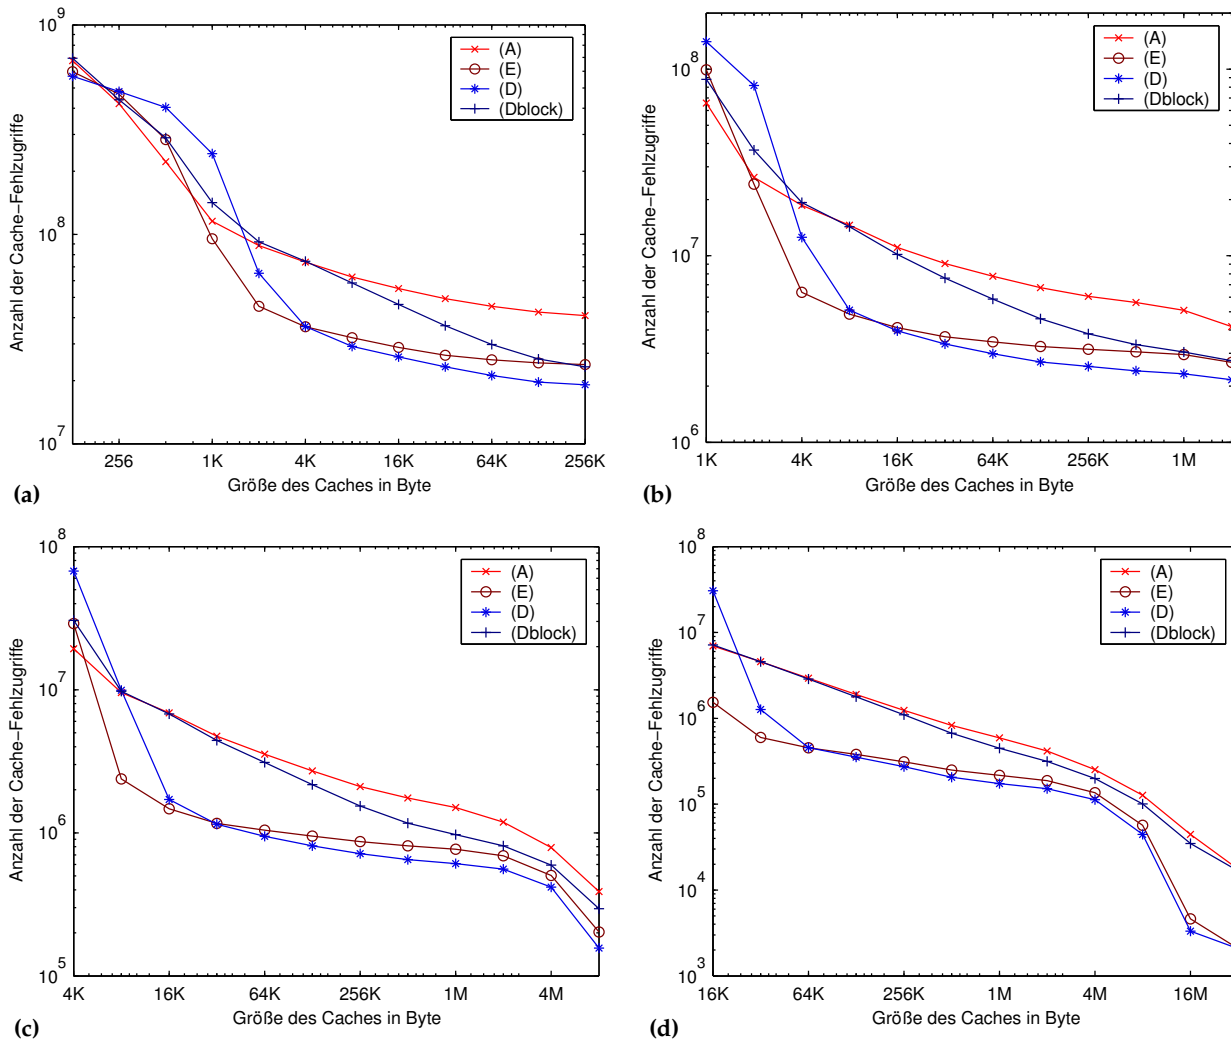 10^9
10^8
10^7
Anzahl der Cache-Fehlzugriffe
(A)
(E)
(D)
(Dblock)
256
1K
4K
16K
64K
256K
Größe des Caches in Byte
(a)
10^8
10^7
10^6
Anzahl der Cache-Fehlzugriffe
(A)
(E)
(D)
(Dblock)
1K
4K
16K
64K
256K
1M
Größe des Caches in Byte
(b)
10^8
10^7
10^6
10^5
Anzahl der Cache-Fehlzugriffe
(A)
(E)
(D)
(Dblock)
4K
16K
64K
256K
1M
4M
Größe des Caches in Byte
(c)
10^8
10^7
10^6
10^5
10^4
10^3
Anzahl der Cache-Fehlzugriffe
(A)
(E)
(D)
(Dblock)
16K
64K
256K
1M
4M
16M
Größe des Caches in Byte
(d)